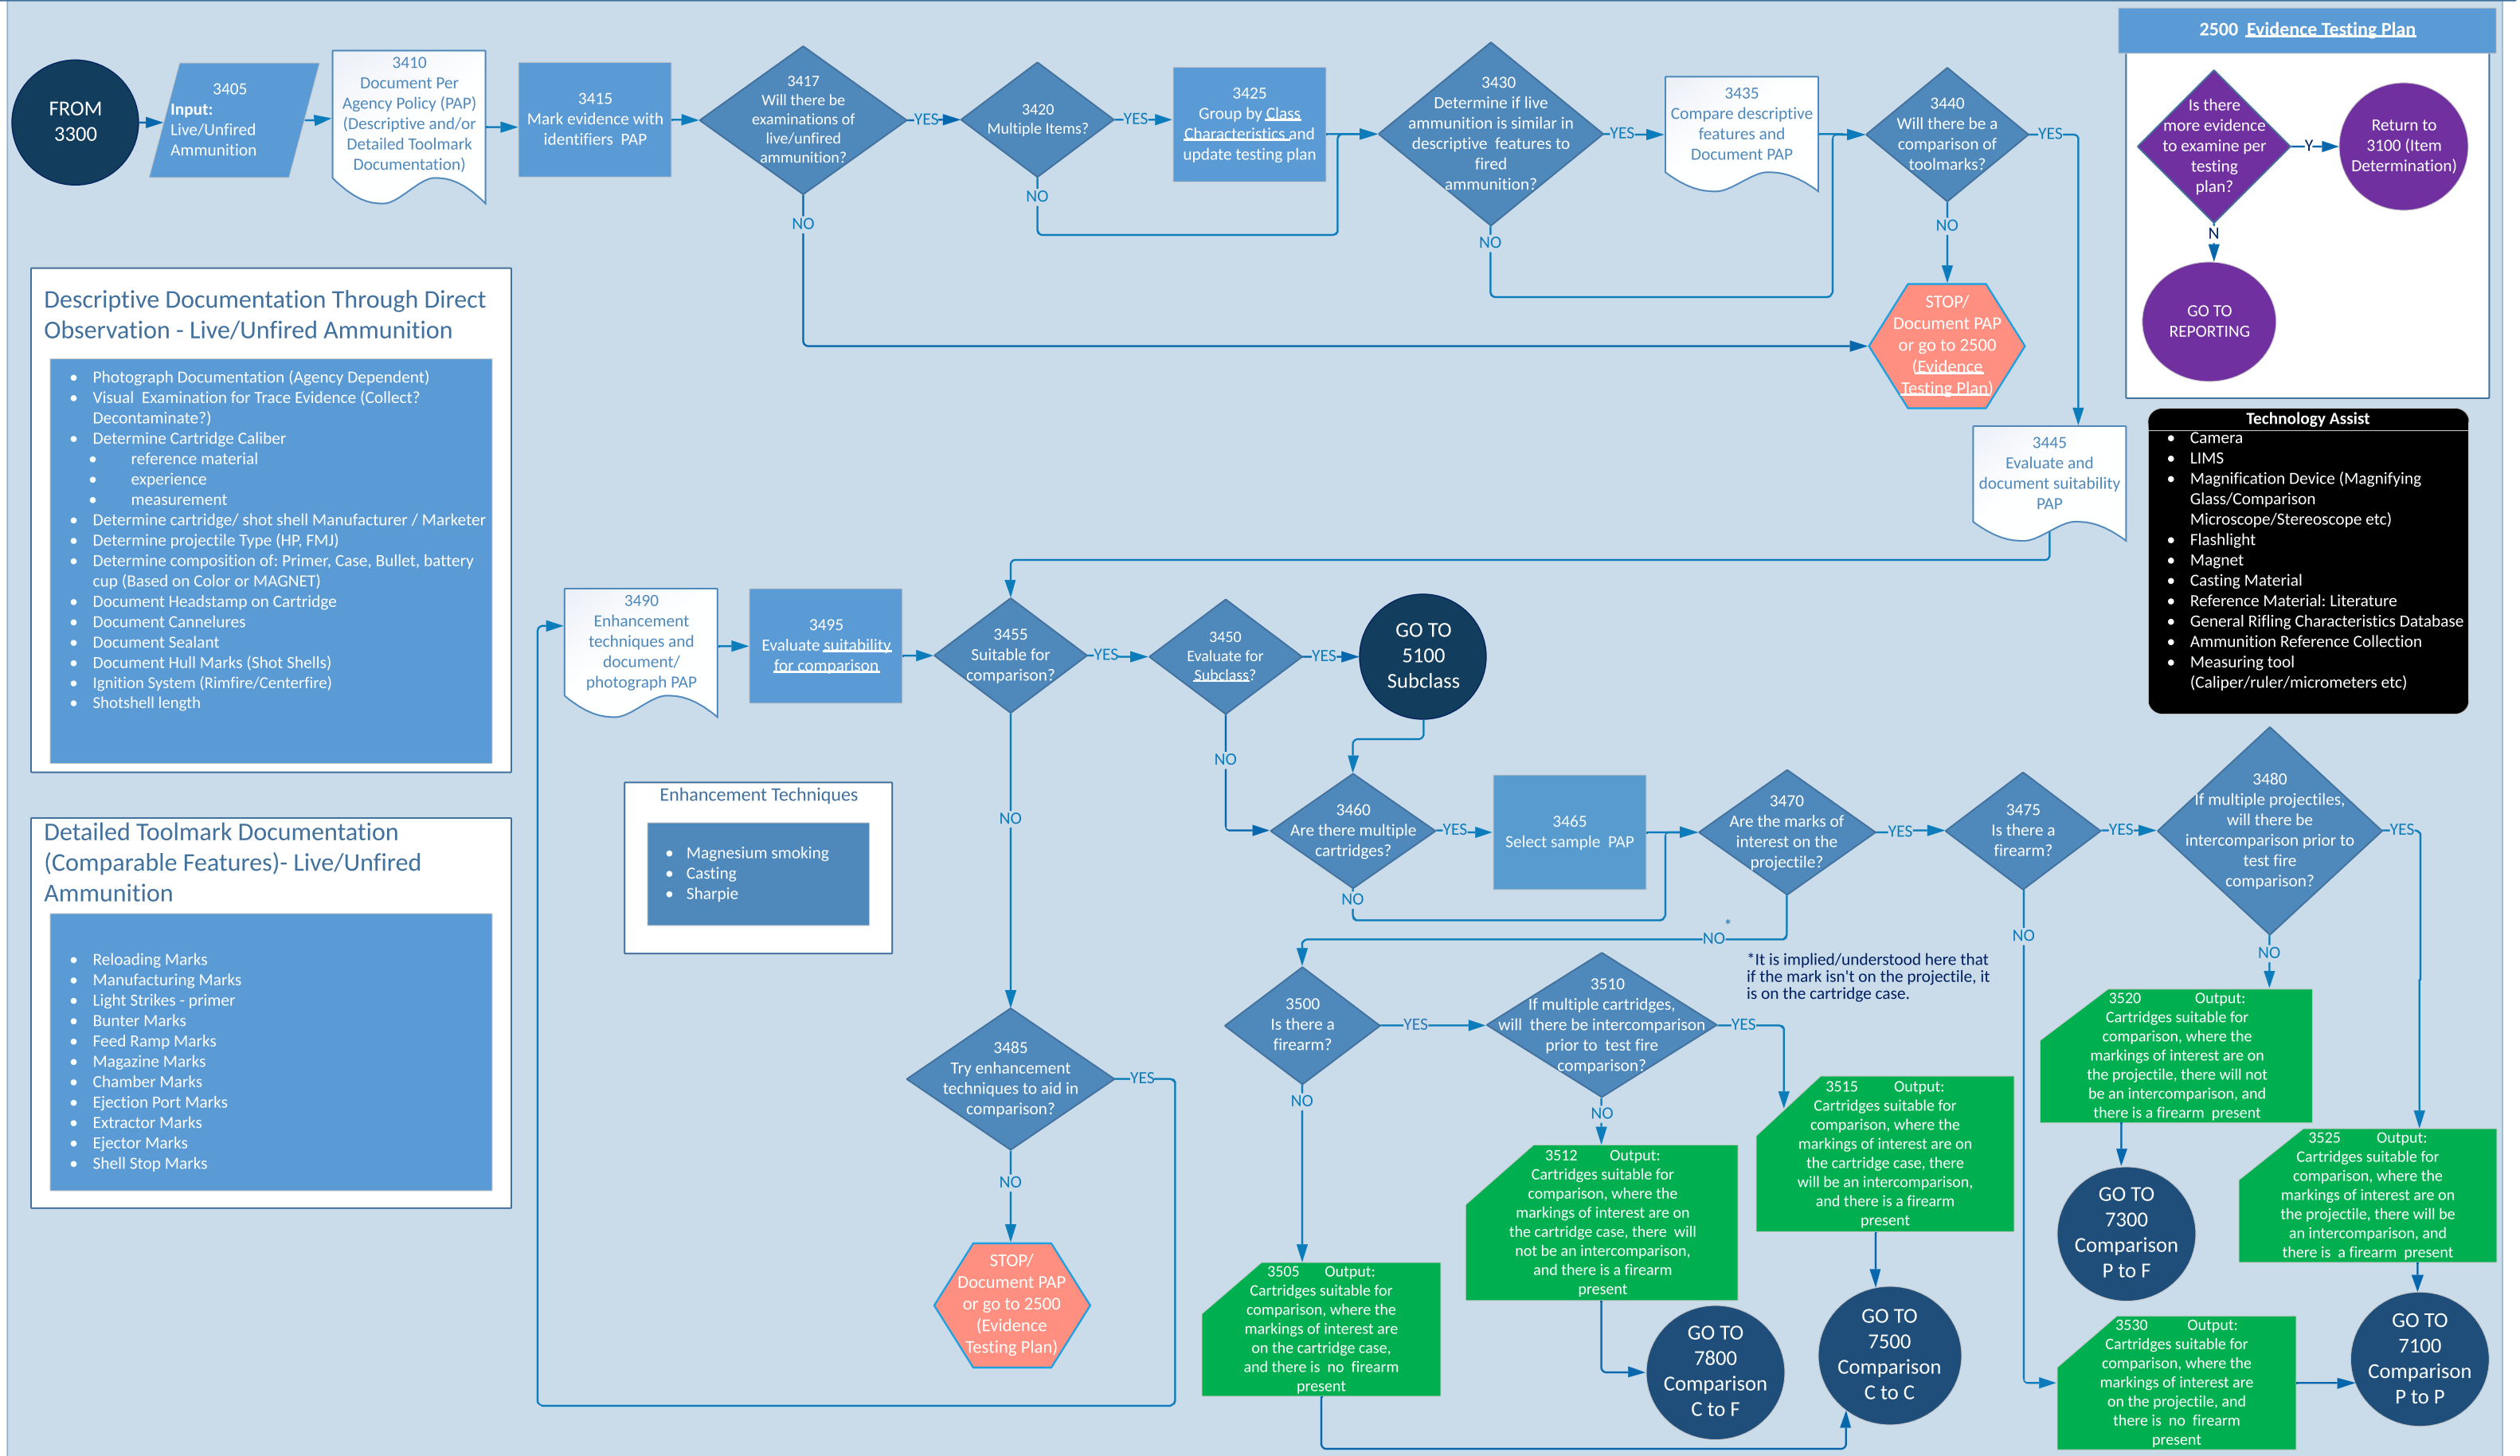 FROM
3300
3405
Input:
Live/Unfired
Ammunition
3410
Document Per
Agency Policy (PAP)
(Descriptive and/or
Detailed Toolmark
Documentation)
3415
Mark evidence with
identifiers  PAP
3417
Will there be
examinations of
live/unfired
ammunition?
YES
NO
3420
Multiple Items?
YES
NO
3425
Group by Class
Characteristics and
update testing plan
3430
Determine if live
ammunition is similar in
descriptive  features to
fired
ammunition?
YES
NO
3435
Compare descriptive
features and
Document PAP
3440
Will there be a
comparison of
toolmarks?
YES
NO
STOP/
Document PAP
or go to 2500
(Evidence
Testing Plan)
2500  Evidence Testing Plan
Is there
more evidence
to examine per
testing
plan?
Y
Return to
3100 (Item
Determination)
N
GO TO
REPORTING
Descriptive Documentation Through Direct
Observation - Live/Unfired Ammunition
• Photograph Documentation (Agency Dependent)
• Visual  Examination for Trace Evidence (Collect?
Decontaminate?)
• Determine Cartridge Caliber
• reference material
• experience
• measurement
• Determine cartridge/ shot shell Manufacturer / Marketer
• Determine projectile Type (HP, FMJ)
• Determine composition of: Primer, Case, Bullet, battery
cup (Based on Color or MAGNET)
• Document Headstamp on Cartridge
• Document Cannelures
• Document Sealant
• Document Hull Marks (Shot Shells)
• Ignition System (Rimfire/Centerfire)
• Shotshell length
3445
Evaluate and
document suitability
PAP
Technology Assist
• Camera
• LIMS
• Magnification Device (Magnifying
Glass/Comparison
Microscope/Stereoscope etc)
• Flashlight
• Magnet
• Casting Material
• Reference Material: Literature
• General Rifling Characteristics Database
• Ammunition Reference Collection
• Measuring tool
(Caliper/ruler/micrometers etc)
3490
Enhancement
techniques and
document/
photograph PAP
3495
Evaluate suitability
for comparison
3455
Suitable for
comparison?
YES
NO
3450
Evaluate for
Subclass?
YES
NO
GO TO
5100
Subclass
Enhancement Techniques
• Magnesium smoking
• Casting
• Sharpie
3460
Are there multiple
cartridges?
YES
NO
3465
Select sample  PAP
3470
Are the marks of
interest on the
projectile?
YES
*
NO
3475
Is there a
firearm?
YES
NO
3480
If multiple projectiles,
will there be
intercomparison prior to
test fire
comparison?
YES
NO
*It is implied/understood here that
if the mark isn't on the projectile, it
is on the cartridge case.
Detailed Toolmark Documentation
(Comparable Features)- Live/Unfired
Ammunition
• Reloading Marks
• Manufacturing Marks
• Light Strikes - primer
• Bunter Marks
• Feed Ramp Marks
• Magazine Marks
• Chamber Marks
• Ejection Port Marks
• Extractor Marks
• Ejector Marks
• Shell Stop Marks
3485
Try enhancement
techniques to aid in
comparison?
YES
NO
STOP/
Document PAP
or go to 2500
(Evidence
Testing Plan)
3500
Is there a
firearm?
YES
NO
3510
If multiple cartridges,
will  there be intercomparison
prior to  test fire
comparison?
YES
NO
3505 Output:
Cartridges suitable for
comparison, where the
markings of interest are
on the cartridge case,
and there is  no  firearm
present
3512 Output:
Cartridges suitable for
comparison, where the
markings of interest are on
the cartridge case, there  will
not be an intercomparison,
and there is a firearm
present
3515 Output:
Cartridges suitable for
comparison, where the
markings of interest are on
the cartridge case, there
will be an intercomparison,
and there is a firearm
present
3520 Output:
Cartridges suitable for
comparison, where the
markings of interest are on
the projectile, there will not
be an intercomparison, and
there is a firearm  present
3525 Output:
Cartridges suitable for
comparison, where the
markings of interest are on
the projectile, there will be
an intercomparison, and
there is  a firearm  present
3530 Output:
Cartridges suitable for
comparison, where the
markings of interest are
on the projectile, and
there is  no  firearm
present
GO TO
7800
Comparison
C to F
GO TO
7500
Comparison
C to C
GO TO
7300
Comparison
P to F
GO TO
7100
Comparison
P to P